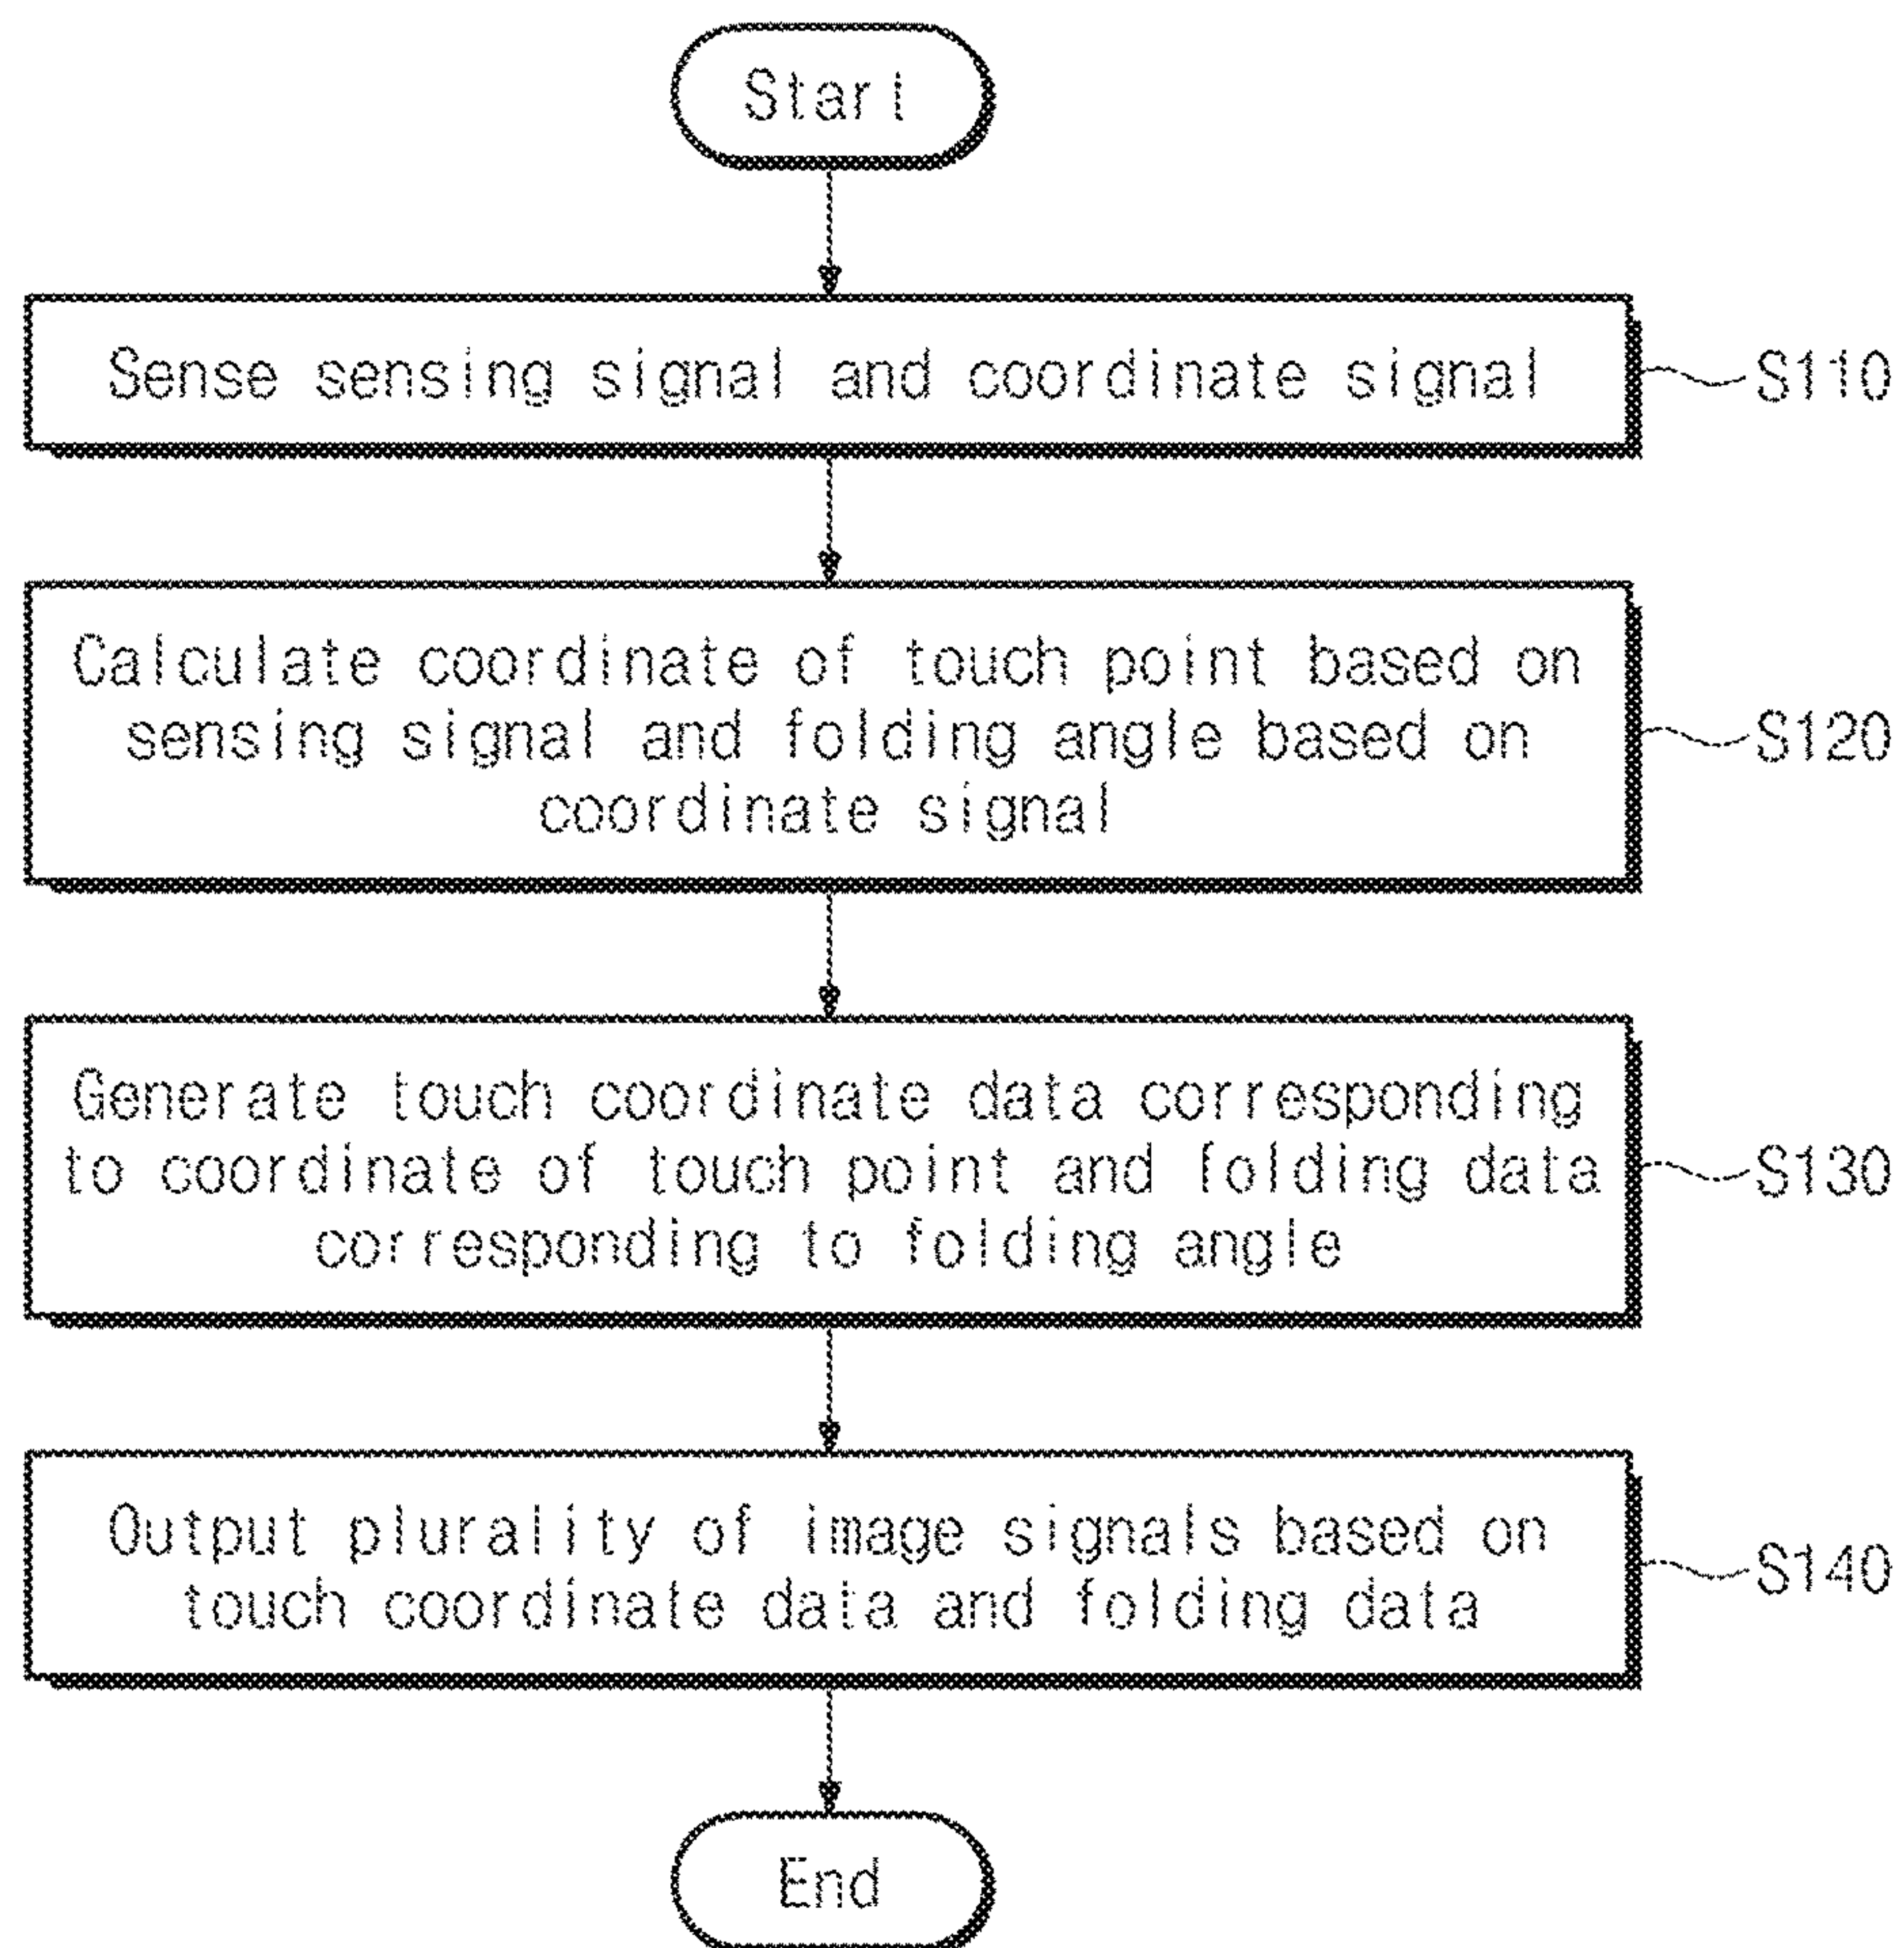 Start
Sense sensing signal and coordinate signal
S110
Calculate coordinate of touch point based on
sensing signal and folding angle based on
coordinate signal
S120
Generate touch coordinate data corresponding
to coordinate of touch point and folding data
corresponding to folding angle
S130
Output plurality of image signals based on
touch coordinate data and folding data
S140
End